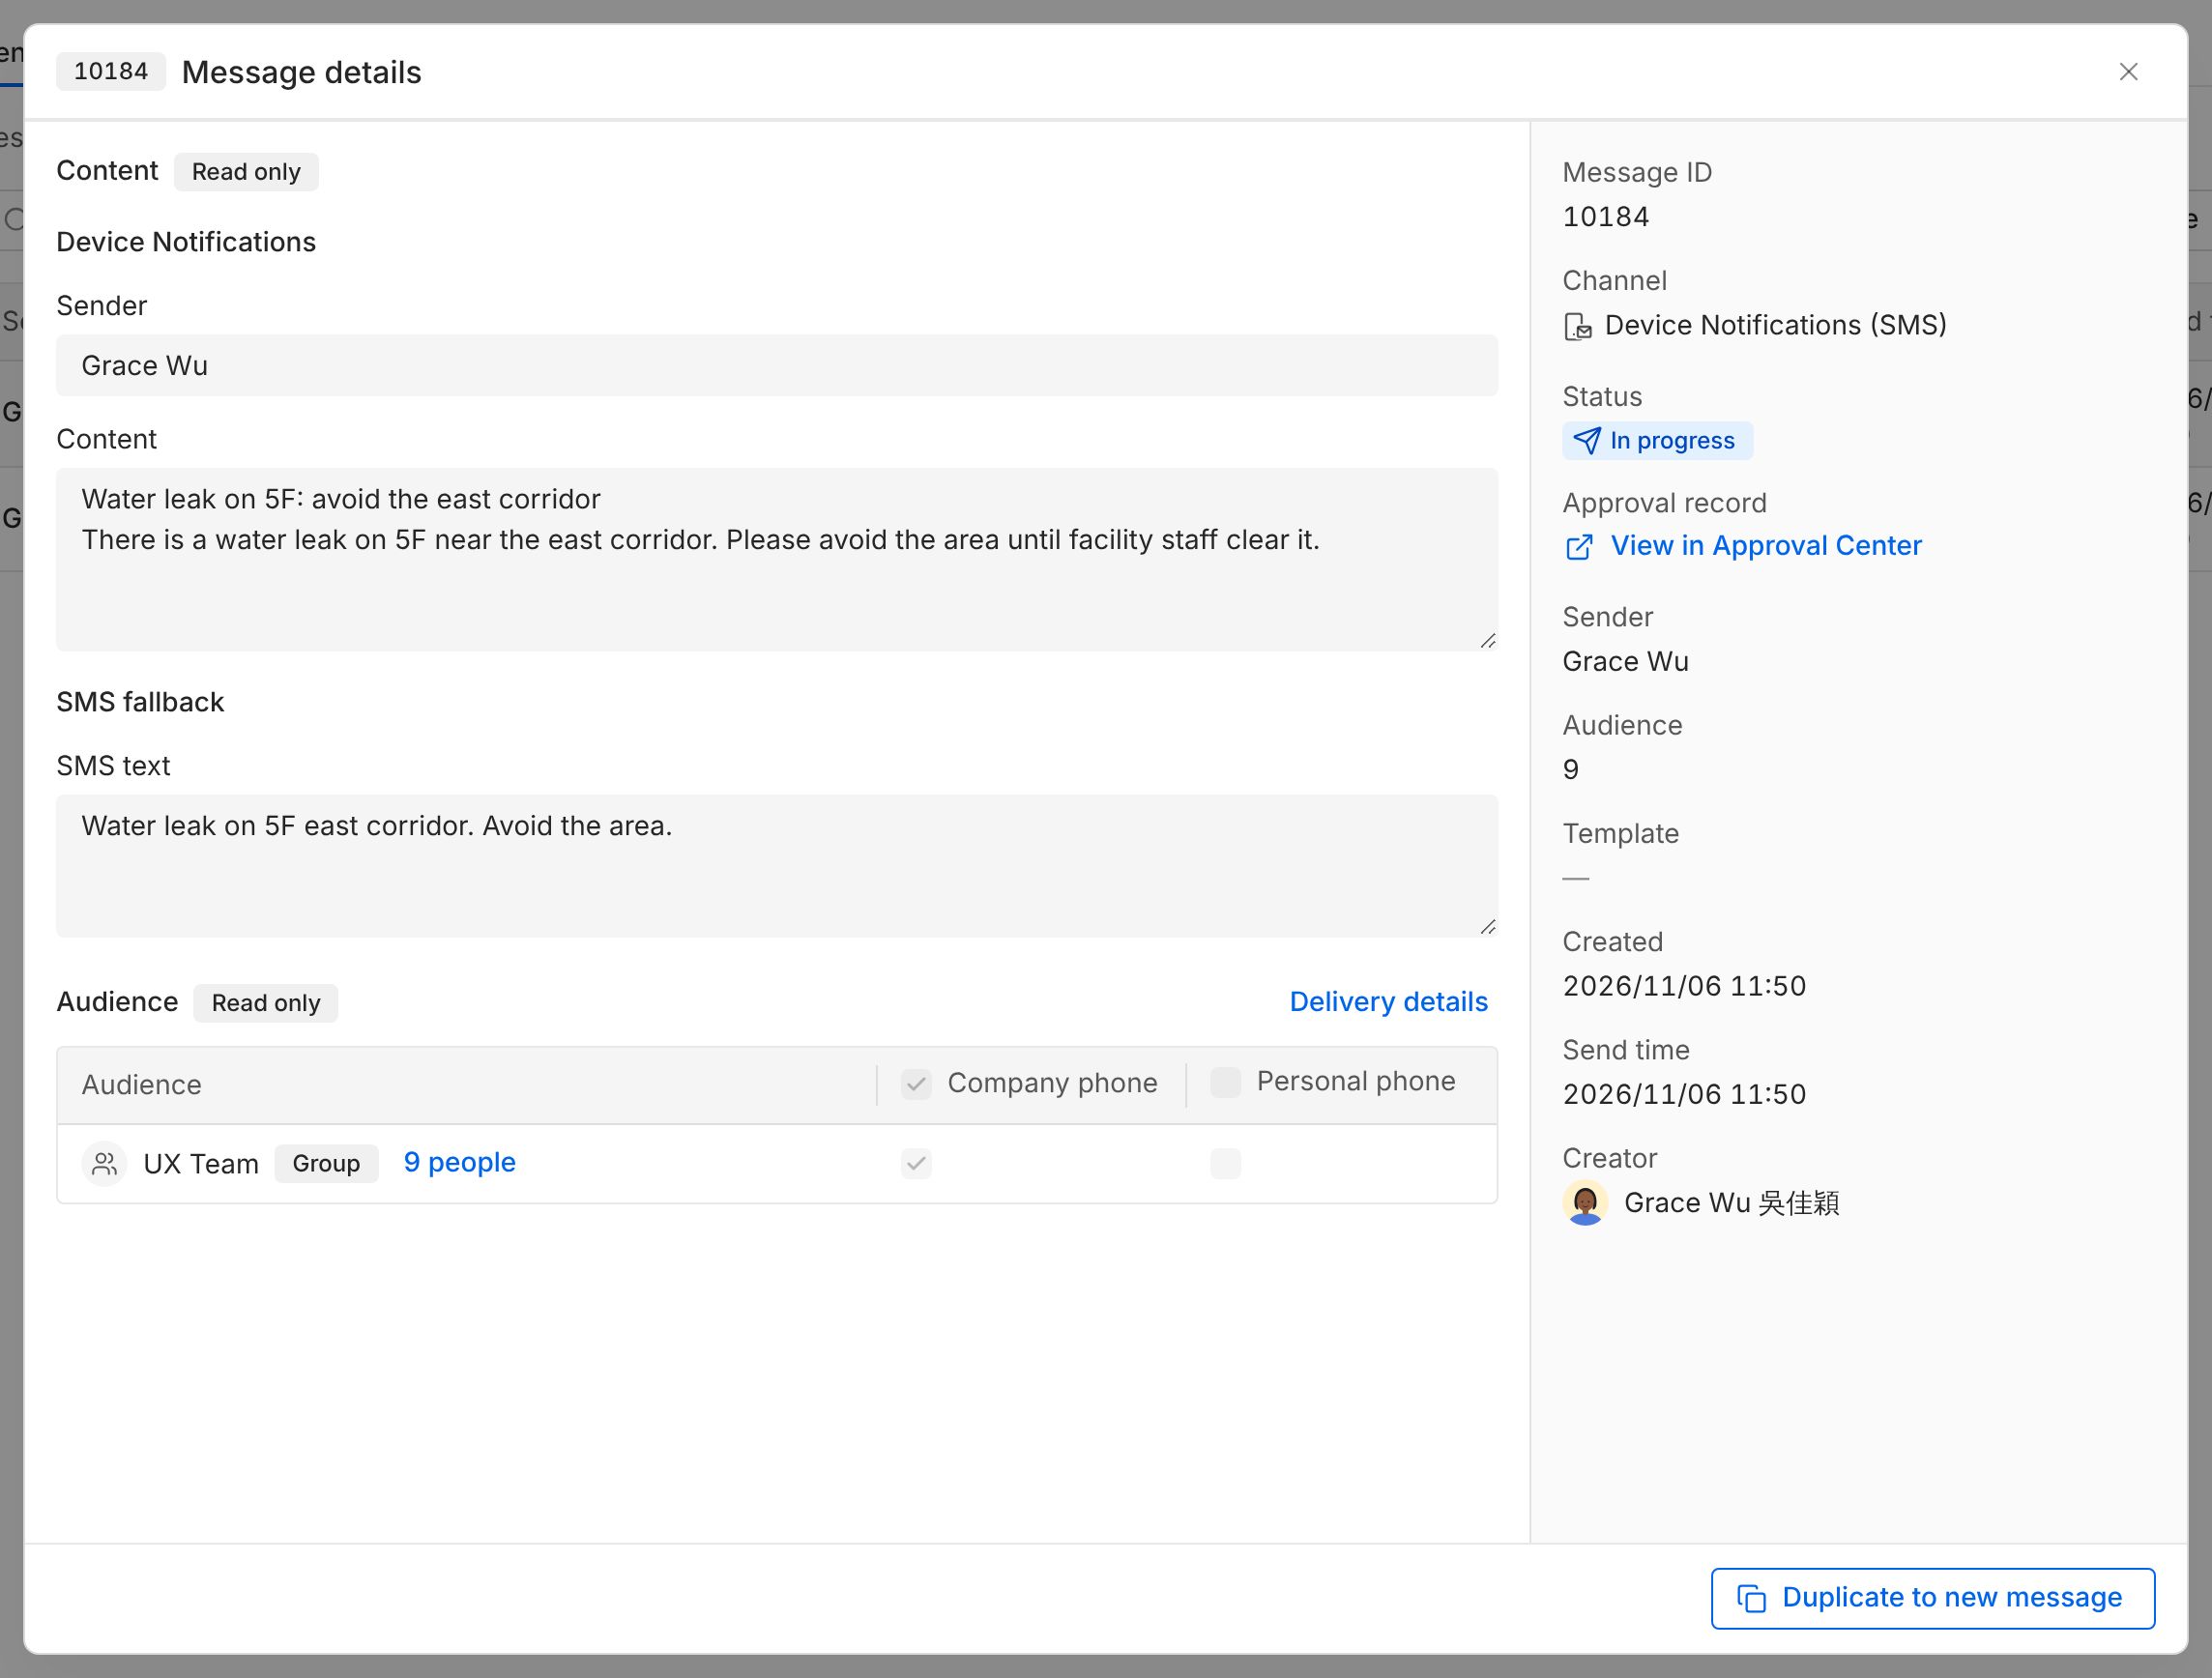 10184 Message details
Content Read only
Device Notifications
Sender
Grace Wu
Content
Water leak on 5F: avoid the east corridor
There is a water leak on 5F near the east corridor. Please avoid the area until facility staff clear it.
SMS fallback
SMS text
Water leak on 5F east corridor. Avoid the area.
Audience Read only Delivery details
Audience Company phone Personal phone
UX Team Group 9 people
Message ID
10184
Channel
Device Notifications (SMS)
Status
In progress
Approval record
View in Approval Center
Sender
Grace Wu
Audience
9
Template
—
Created
2026/11/06 11:50
Send time
2026/11/06 11:50
Creator
Grace Wu 吳佳穎
Duplicate to new message